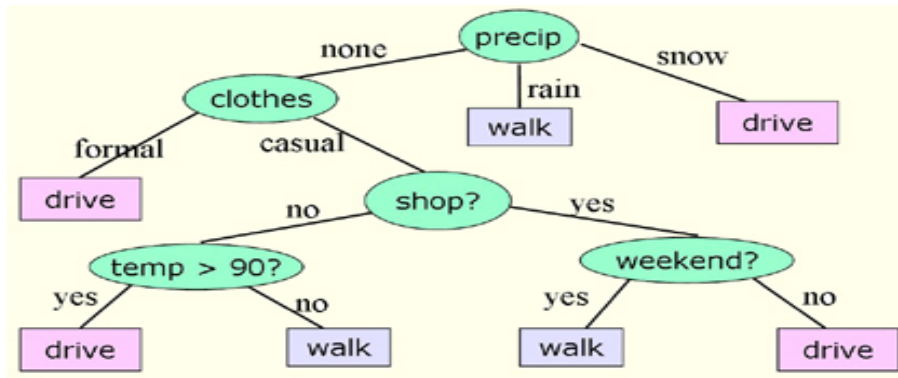 precip
none
snow
rain
clothes
walk
drive
formal
casual
drive
shop?
no
yes
temp > 90?
weekend?
yes
no
yes
no
drive
walk
walk
drive